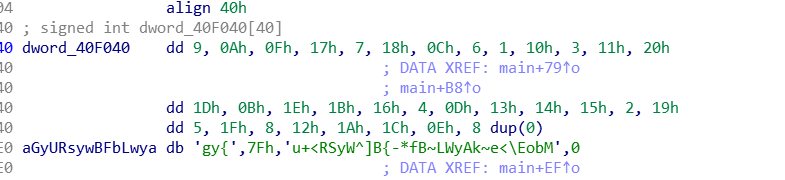 04 align 40h
40 ; signed int dword_40F040[40]
40 dword_40F040 dd 9, 0Ah, 0Fh, 17h, 7, 18h, 0Ch, 6, 1, 10h, 3, 11h, 20h
40 ; DATA XREF: main+79↑o
40 ; main+B8↑o
40 dd 1Dh, 0Bh, 1Eh, 1Bh, 16h, 4, 0Dh, 13h, 14h, 15h, 2, 19h
40 dd 5, 1Fh, 8, 12h, 1Ah, 1Ch, 0Eh, 8 dup(0)
E0 aGyURsywBFbLwya db 'gy{',7Fh,'u+<RSyW^]B{-*fB~LWyAk~e<\EobM',0
E0 ; DATA XREF: main+EF↑o